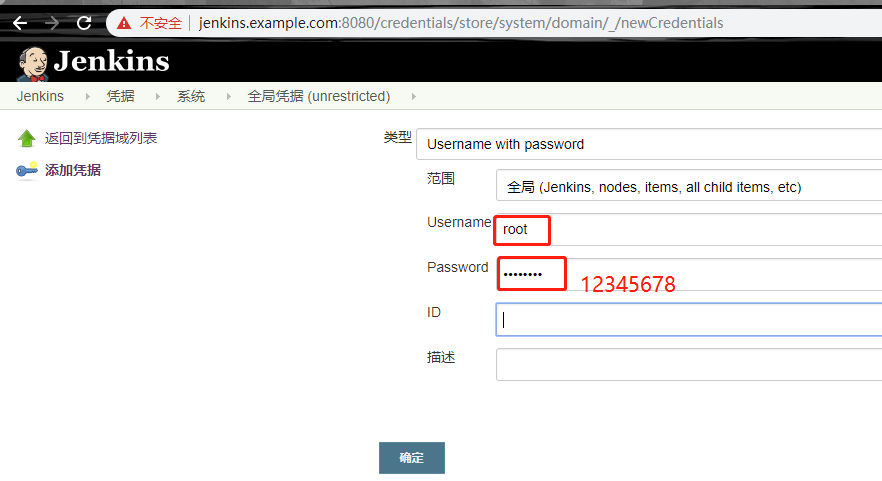 不安全 jenkins.example.com:8080/credentials/store/system/domain/_/newCredentials
Jenkins
Jenkins 凭据 系统 全局凭据 (unrestricted)
返回到凭据域列表
添加凭据
类型 Username with password
范围 全局 (Jenkins, nodes, items, all child items, etc)
Username root
Password ••••••••
12345678
ID
描述
确定